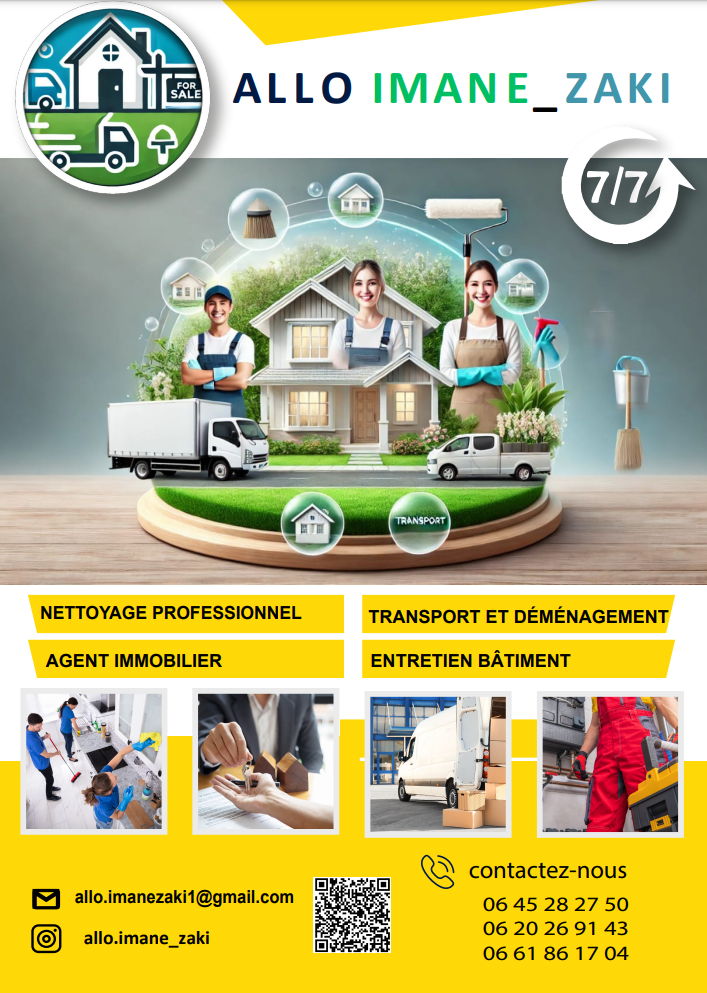 FOR
SALE
ALLO IMANE_ZAKI
7/7
TRANSPORT
NETTOYAGE PROFESSIONNEL
TRANSPORT ET DÉMÉNAGEMENT
AGENT IMMOBILIER
ENTRETIEN BÂTIMENT
contactez-nous
allo.imanezaki1@gmail.com
allo.imane_zaki
06 45 28 27 50
06 20 26 91 43
06 61 86 17 04